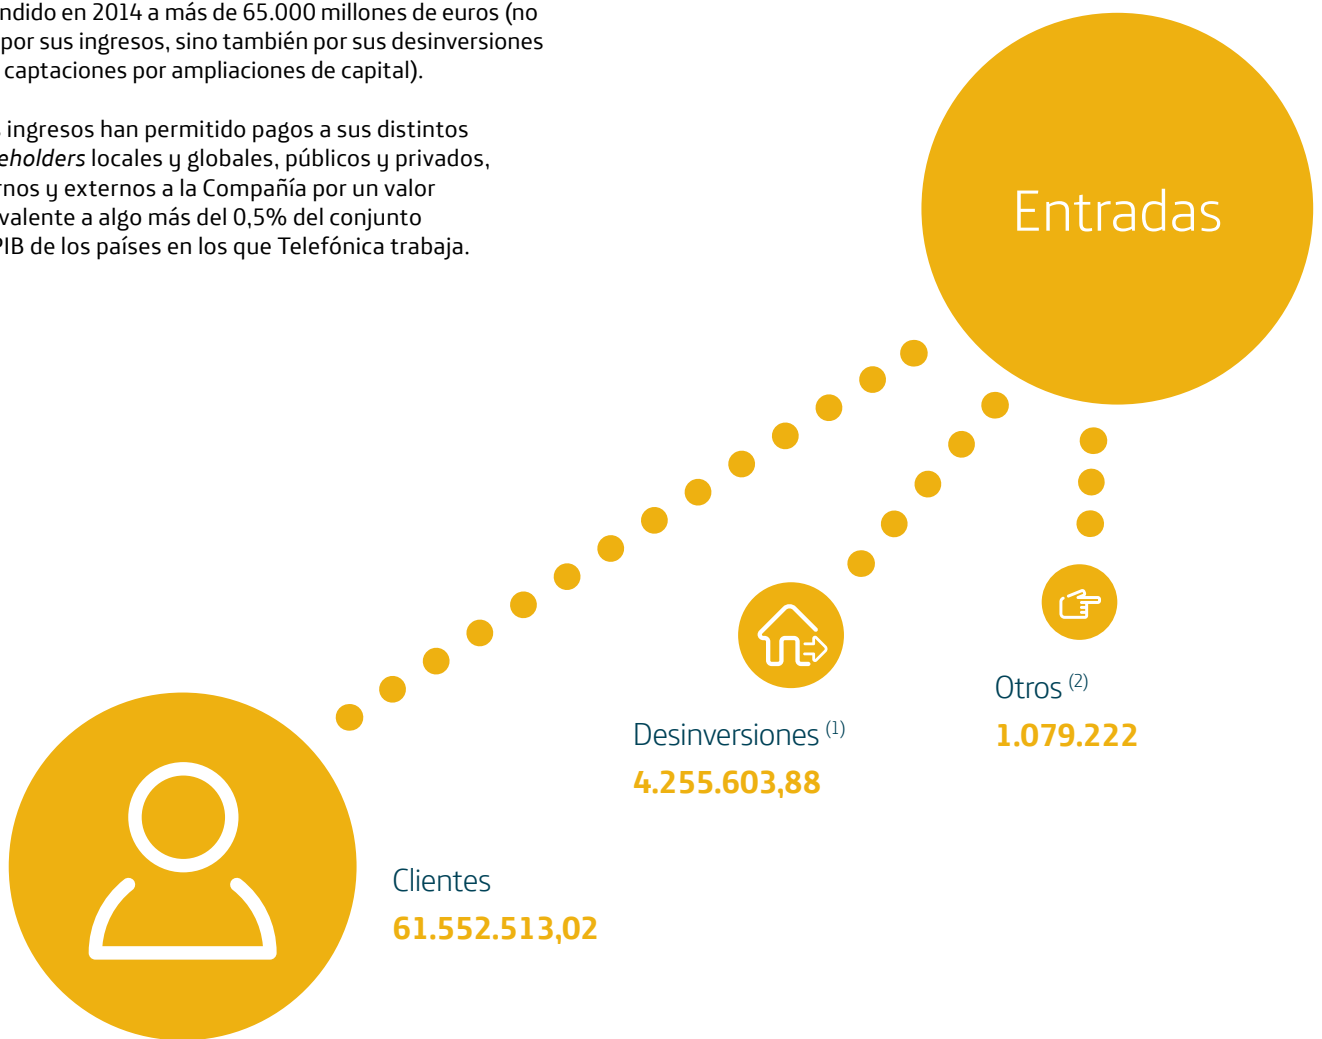 ndido en 2014 a más de 65.000 millones de euros (no
por sus ingresos, sino también por sus desinversiones
captaciones por ampliaciones de capital).
ingresos han permitido pagos a sus distintos
eholders locales y globales, públicos y privados,
rnos y externos a la Compañía por un valor
valente a algo más del 0,5% del conjunto
PIB de los países en los que Telefónica trabaja.
Entradas
Otros (2)
1.079.222
Desinversiones (1)
4.255.603,88
Clientes
61.552.513,02